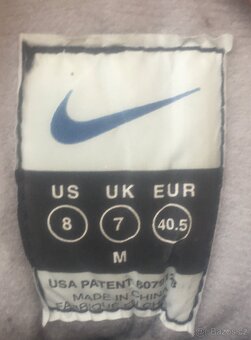 US UK EUR
8 7 40.5
M
USA PATENT
MADE IN CHINA